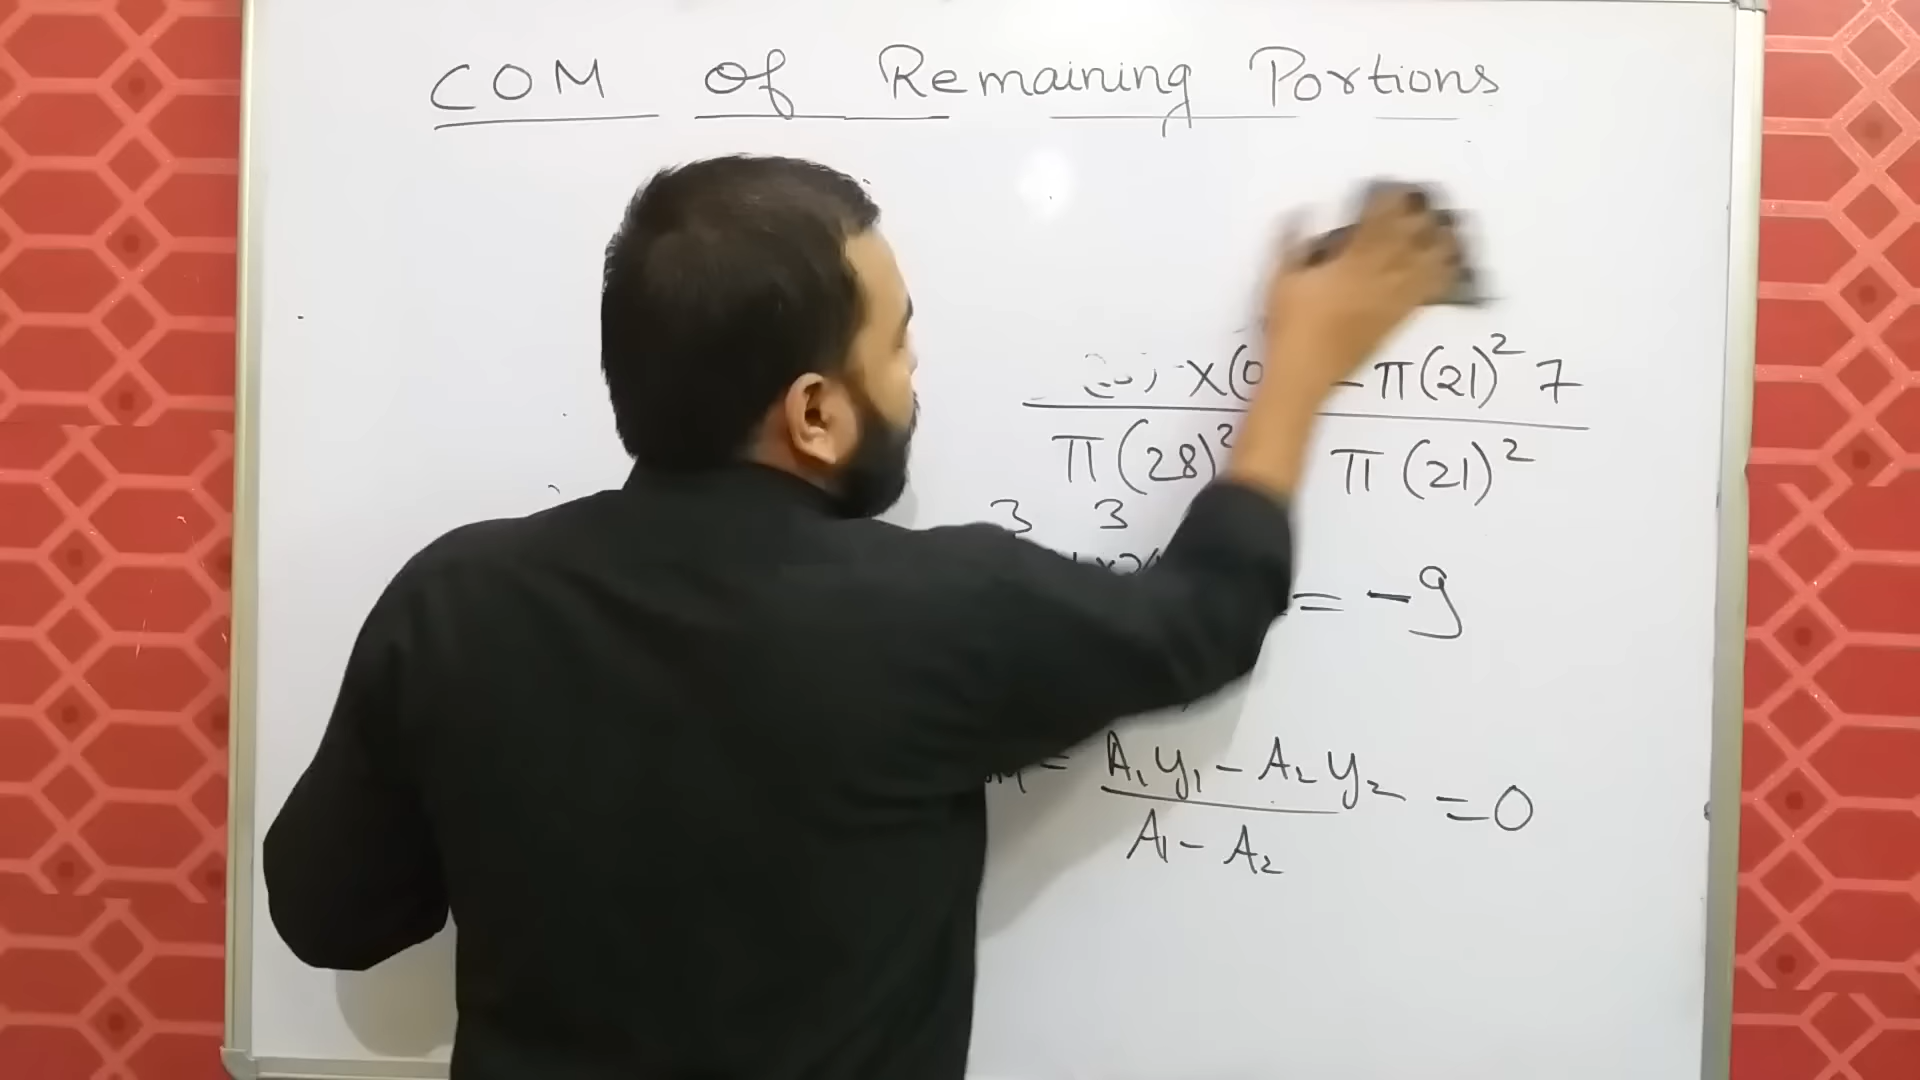 COM Of Remaining Portions
x(0 - π(21)² 7
π(28)² π(21)²
3 3
= -9
= A₁y₁ - A₂y₂ = 0
A₁ - A₂